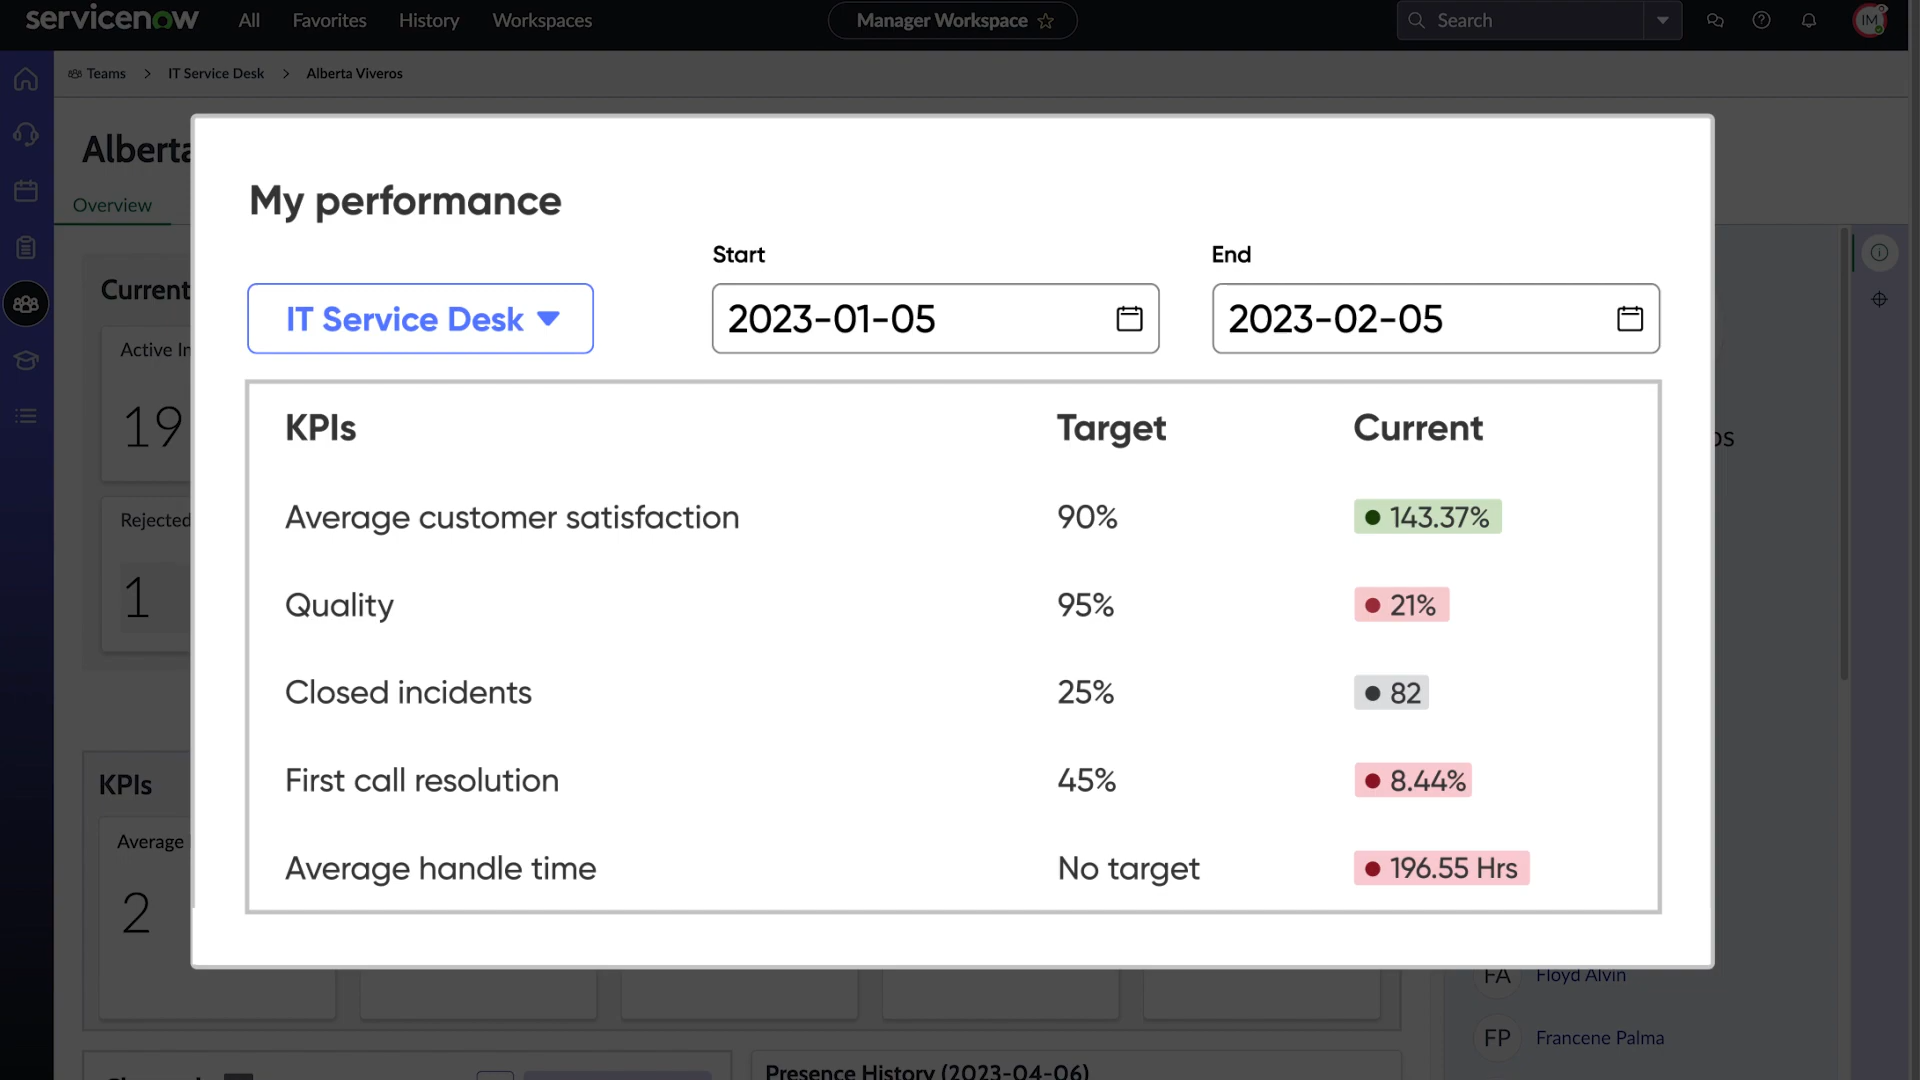 servicenow All Favorites History Workspaces Manager Workspace Search IM
Teams > IT Service Desk > Alberta Viveros
Alberta
Overview
Current
Active In
19
Rejected
1
KPIs
Average
2
My performance
Start
End
IT Service Desk
2023-01-05
2023-02-05
KPIs Target Current
Average customer satisfaction 90% 143.37%
Quality 95% 21%
Closed incidents 25% 82
First call resolution 45% 8.44%
Average handle time No target 196.55 Hrs
os
FA Floyd Alvin
FP Francene Palma
Presence History (2023-04-06)